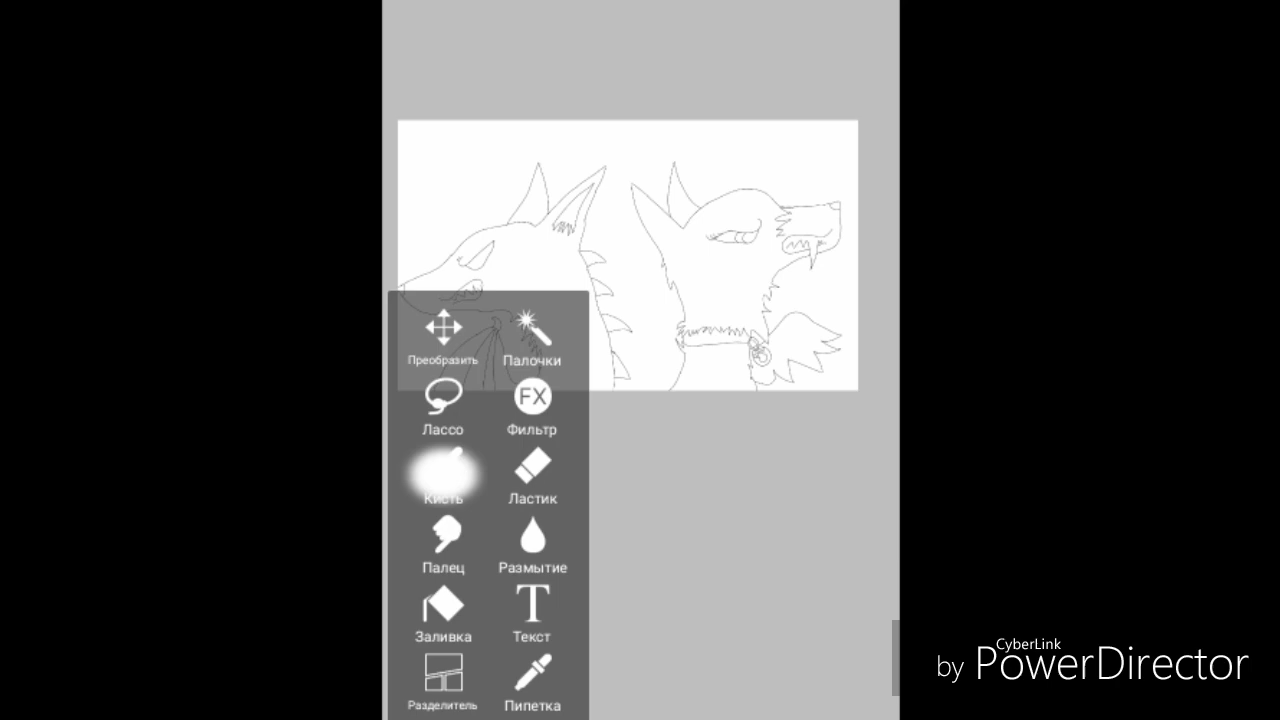 Преобразить Палочки
Лассо FX Фильтр
Кисть Ластик
Палец Размытие
Заливка T Текст
Разделитель Пипетка
CyberLink
by PowerDirector